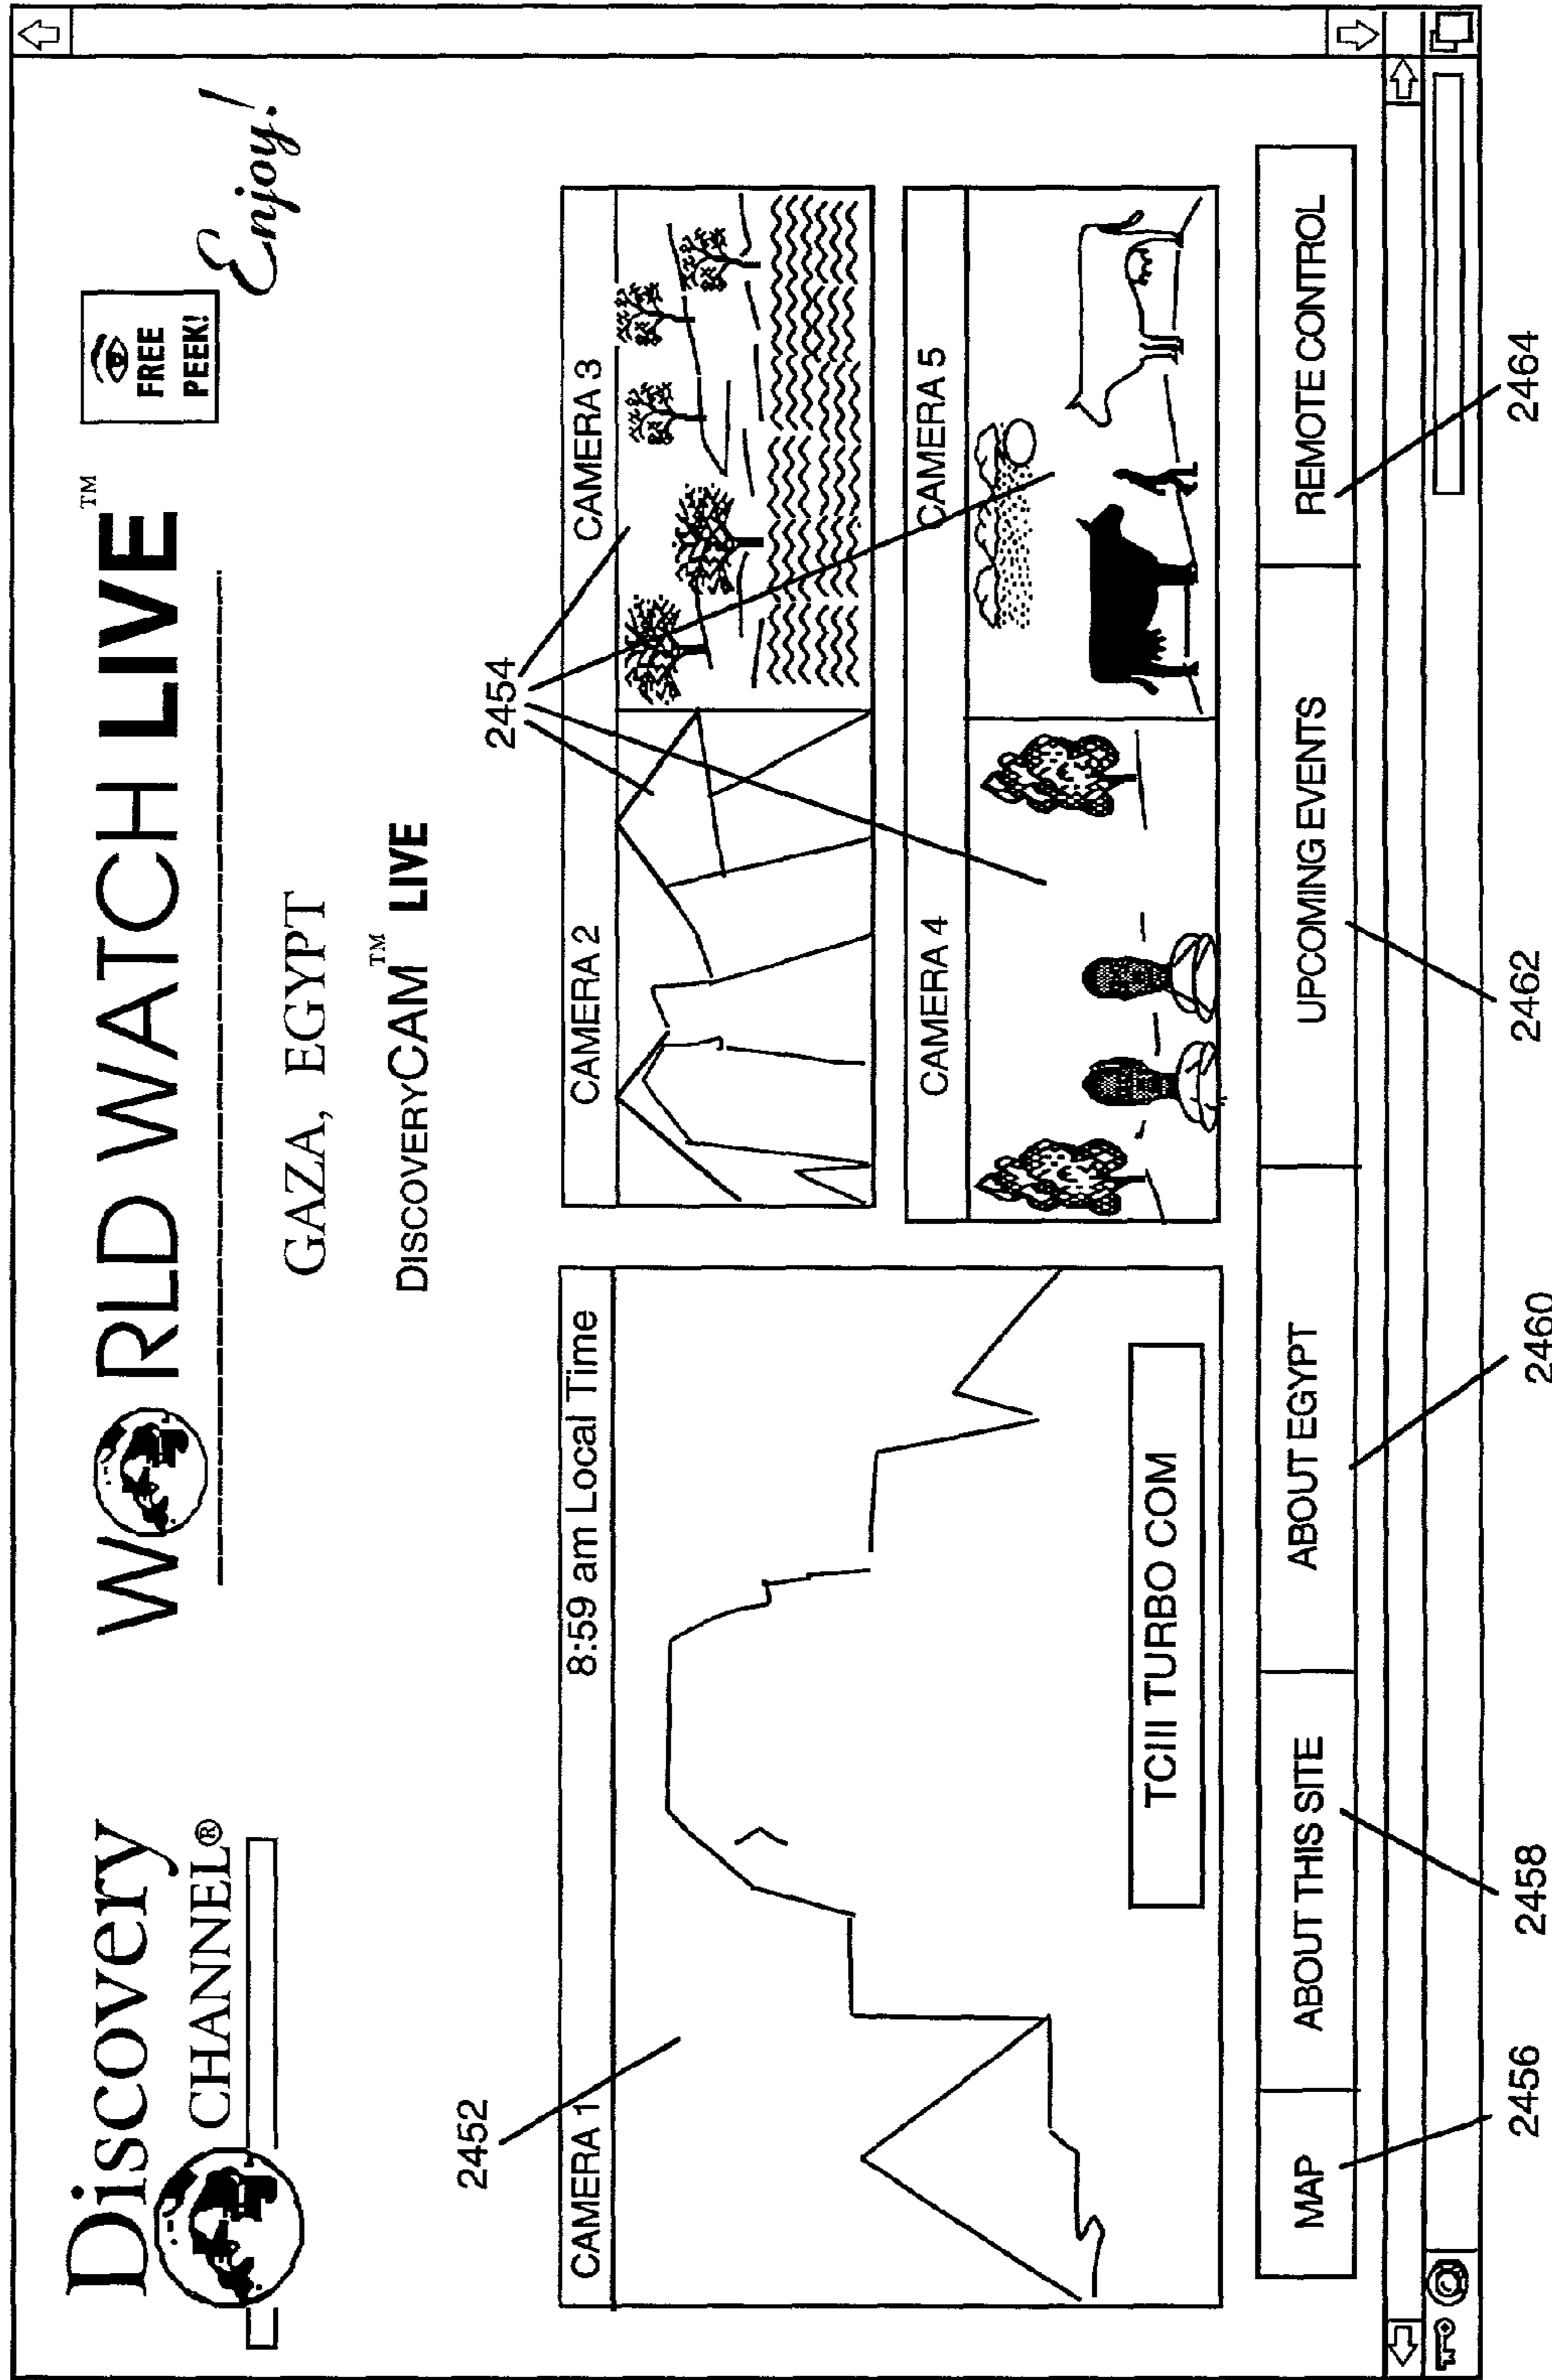 Discovery
CHANNEL®
W RLD WATCH LIVE™
FREE
PEEK!
Enjoy!
GAZA, EGYPT
DISCOVERYCAM™ LIVE
2452
2454
CAMERA 1
8:59 am Local Time
TCIII TURBO COM
CAMERA 2
CAMERA 3
CAMERA 4
CAMERA 5
MAP
ABOUT THIS SITE
ABOUT EGYPT
UPCOMING EVENTS
REMOTE CONTROL
2456
2458
2460
2462
2464